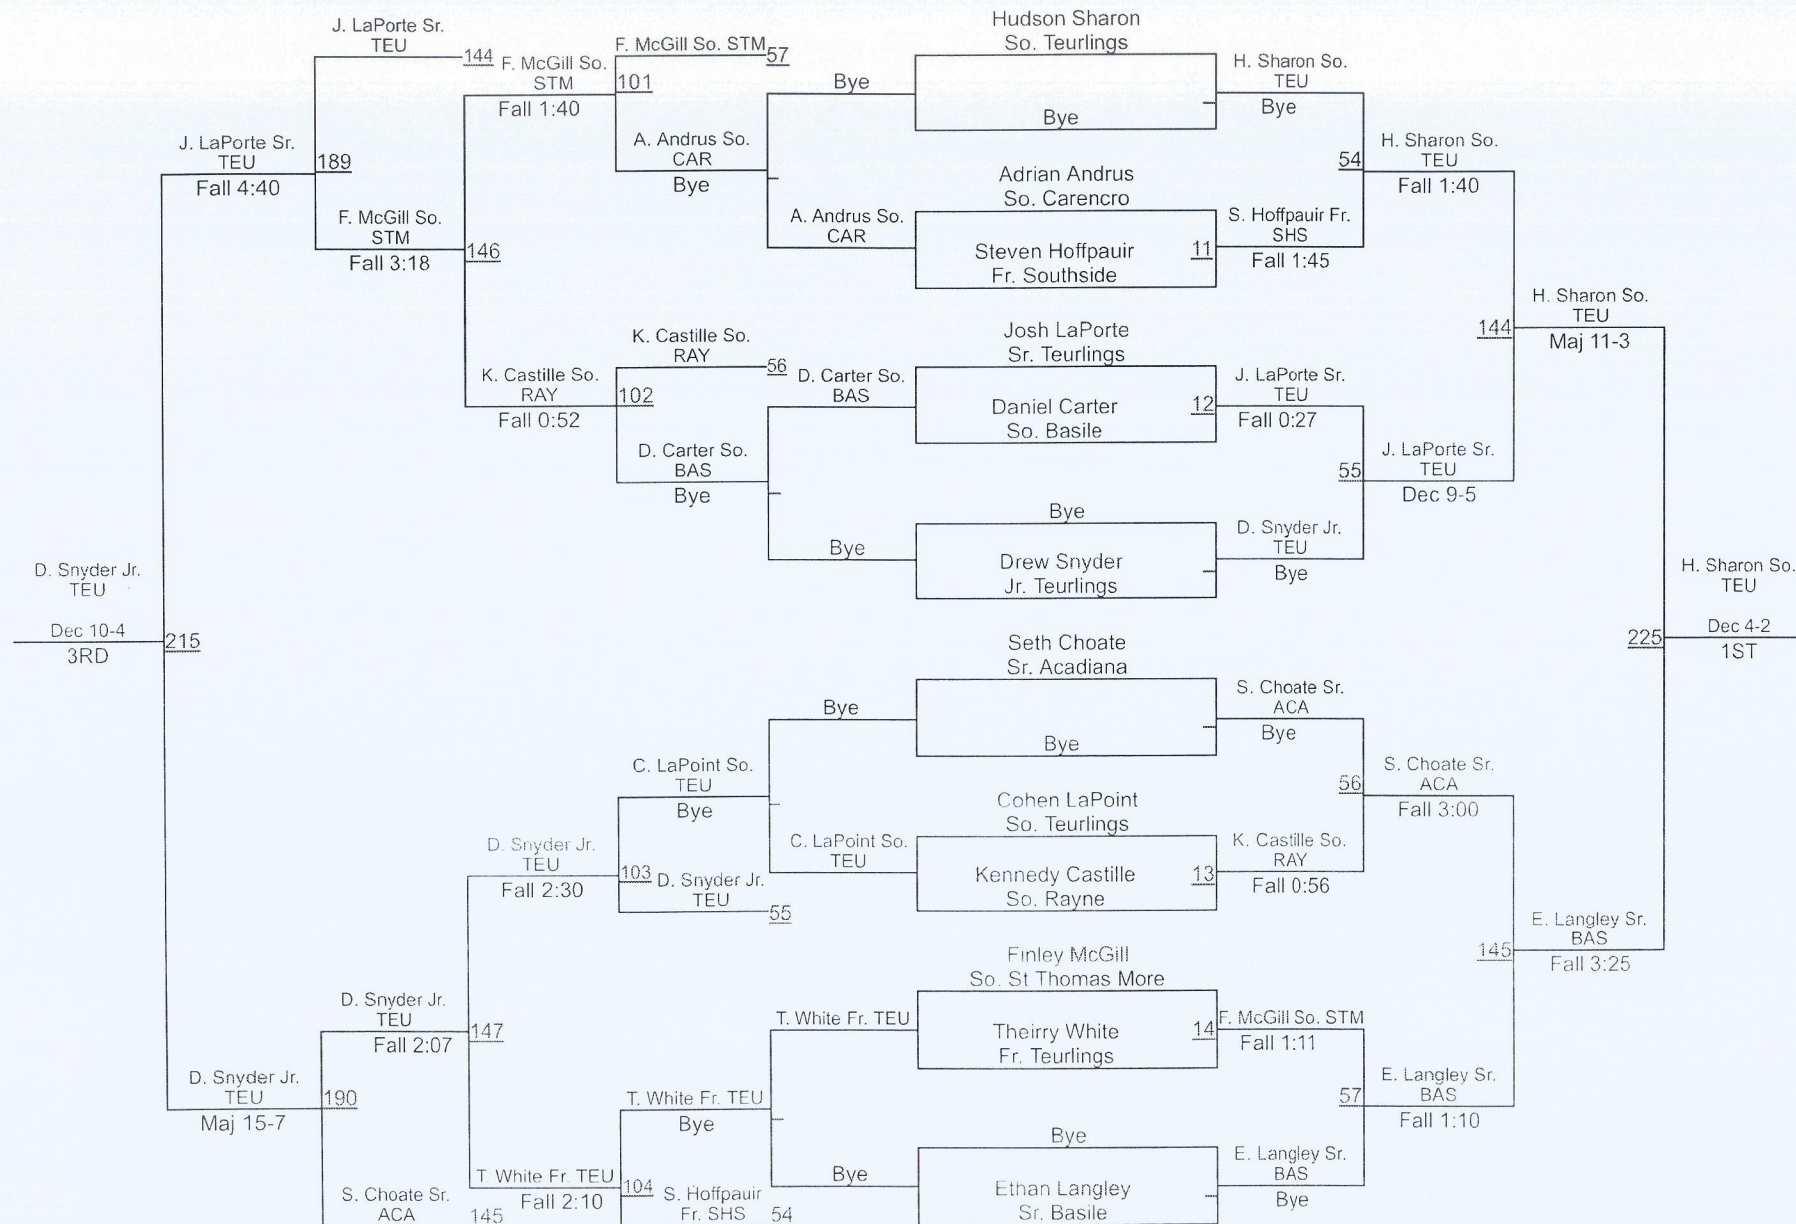 J. LaPorte Sr.
TEU
144
F. McGill So.
STM
Fall 1:40
F. McGill So. STM
57
101
A. Andrus So.
CAR
Bye
Bye
Hudson Sharon
So. Teurlings
Bye
H. Sharon So.
TEU
Bye
J. LaPorte Sr.
TEU
Fall 4:40
189
F. McGill So.
STM
Fall 3:18
146
A. Andrus So.
CAR
Adrian Andrus
So. Carencro
Steven Hoffpauir
Fr. Southside
11
S. Hoffpauir Fr.
SHS
Fall 1:45
54
H. Sharon So.
TEU
Fall 1:40
K. Castille So.
RAY
Fall 0:52
K. Castille So.
RAY
56
102
D. Carter So.
BAS
Bye
D. Carter So.
BAS
Josh LaPorte
Sr. Teurlings
Daniel Carter
So. Basile
12
J. LaPorte Sr.
TEU
Fall 0:27
144
H. Sharon So.
TEU
Maj 11-3
55
J. LaPorte Sr.
TEU
Dec 9-5
Bye
Bye
Drew Snyder
Jr. Teurlings
D. Snyder Jr.
TEU
Bye
D. Snyder Jr.
TEU
Dec 10-4
3RD
215
H. Sharon So.
TEU
225
Dec 4-2
1ST
Bye
Seth Choate
Sr. Acadiana
Bye
S. Choate Sr.
ACA
Bye
C. LaPoint So.
TEU
Bye
C. LaPoint So.
TEU
Cohen LaPoint
So. Teurlings
Kennedy Castille
So. Rayne
13
K. Castille So.
RAY
Fall 0:56
56
S. Choate Sr.
ACA
Fall 3:00
D. Snyder Jr.
TEU
Fall 2:30
103
D. Snyder Jr.
TEU
55
145
E. Langley Sr.
BAS
Fall 3:25
D. Snyder Jr.
TEU
Fall 2:07
147
T. White Fr. TEU
Finley McGill
So. St Thomas More
Theirry White
Fr. Teurlings
14
F. McGill So. STM
Fall 1:11
D. Snyder Jr.
TEU
Maj 15-7
190
T. White Fr. TEU
Bye
57
E. Langley Sr.
BAS
Fall 1:10
Bye
Bye
Ethan Langley
Sr. Basile
E. Langley Sr.
BAS
Bye
S. Choate Sr.
ACA
145
T White Fr. TEU
Fall 2:10
104
S. Hoffpauir
Fr. SHS
54